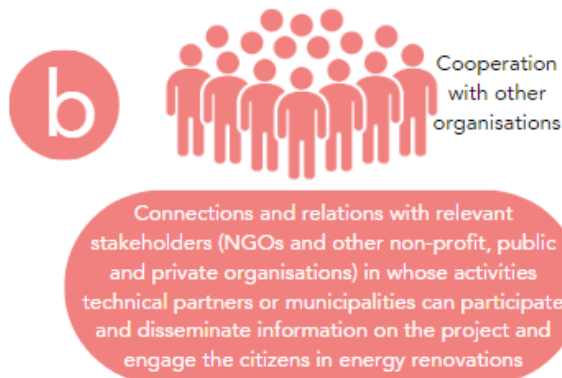 b
Cooperation
with other
organisations
Connections and relations with relevant
stakeholders (NGOs and other non-profit, public
and private organisations) in whose activities
technical partners or municipalities can participate
and disseminate information on the project and
engage the citizens in energy renovations